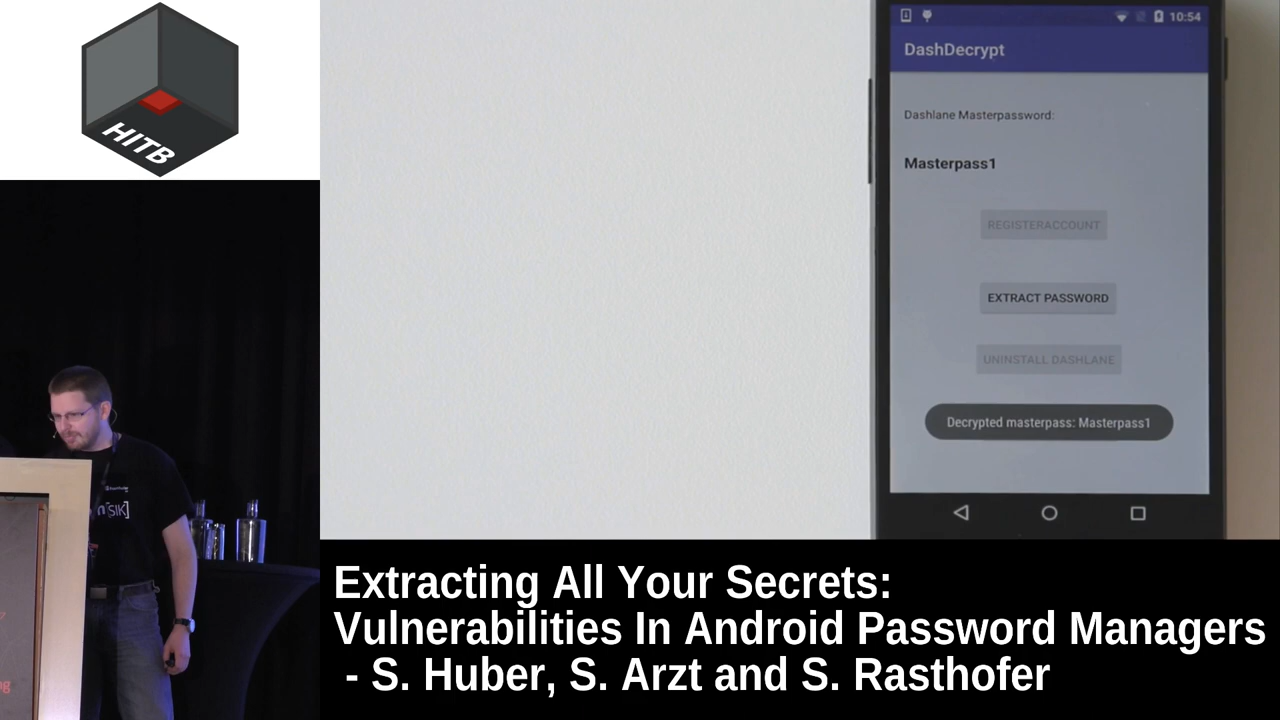 HITB
10:54
DashDecrypt
Dashlane Masterpassword:
Masterpass1
REGISTERACCOUNT
EXTRACT PASSWORD
UNINSTALL DASHLANE
Decrypted masterpass: Masterpass1
[SIK]
Extracting All Your Secrets:
Vulnerabilities In Android Password Managers
- S. Huber, S. Arzt and S. Rasthofer